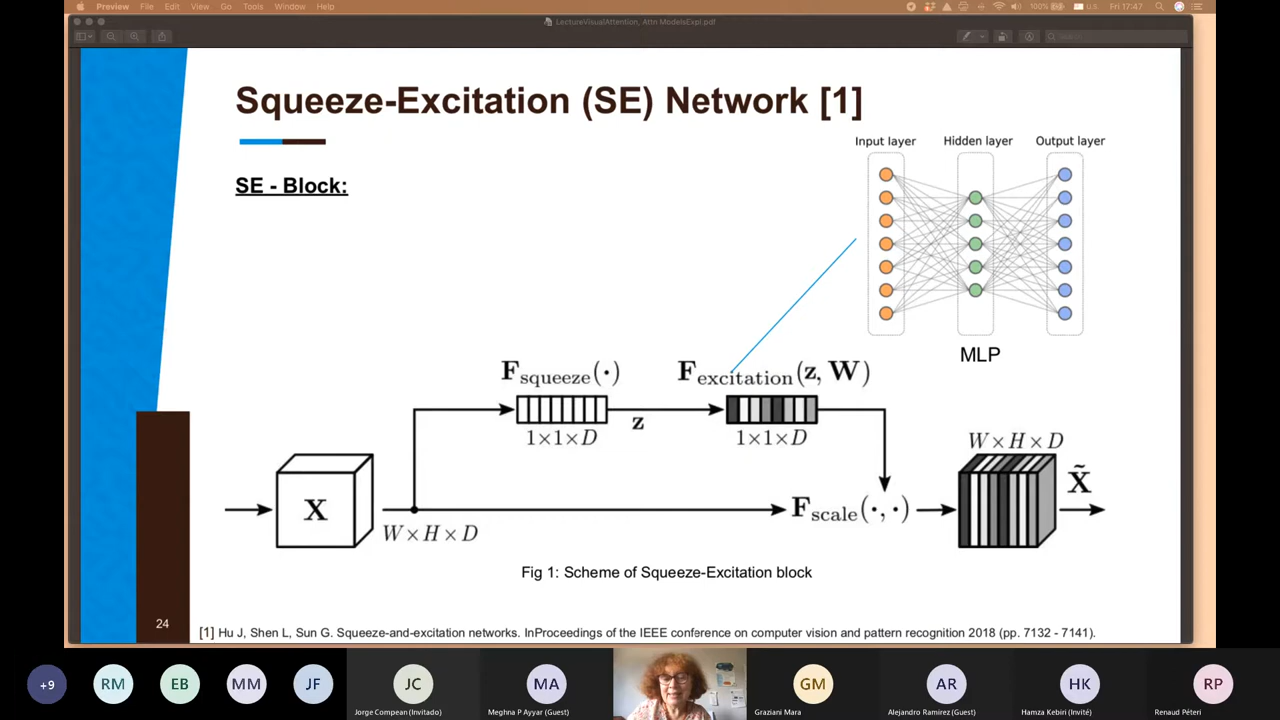 Preview File Edit View Go Tools Window Help
100% U.S. Fri 17:47
LectureVisualAttention, Attn ModelsExpl.pdf
Search
Squeeze-Excitation (SE) Network [1]
SE - Block:
Input layer Hidden layer Output layer
MLP
F squeeze(·) F excitation(z, W)
z
1×1×D 1×1×D
W×H×D
X
F scale(·, ·)
X̃
W×H×D
Fig 1: Scheme of Squeeze-Excitation block
24
[1] Hu J, Shen L, Sun G. Squeeze-and-excitation networks. InProceedings of the IEEE conference on computer vision and pattern recognition 2018 (pp. 7132 - 7141).
+9 RM EB MM JF JC MA GM AR HK RP
Jorge Compean (Invitado) Meghna P Ayyar (Guest) Graziani Mara Alejandro Ramirez (Guest) Hamza Kebiri (Invité) Renaud Péteri